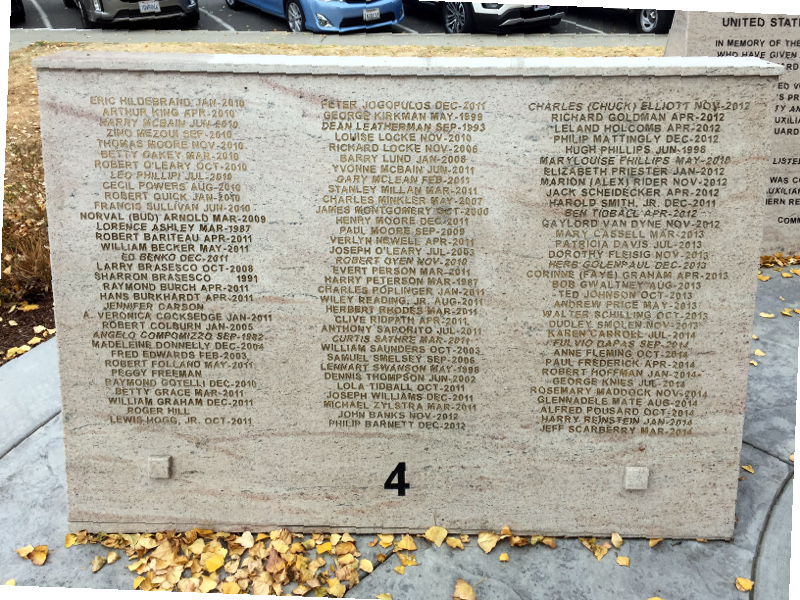 ERIC HILDEBRAND JAN-2010
ARTHUR KING APR-2010
HARRY MCBAIN JUN-2010
ZINO MEZOUI SEP-2010
THOMAS MOORE NOV-2010
BETTY OAKEY MAR-2010
ROBERT O'LEARY OCT-2010
LEO PHILLIPI JUL-2010
CECIL POWERS AUG-2010
ROBERT QUICK JAN-2010
FRANCIS SULLIVAN JUN-2010
NORVAL (BUD) ARNOLD MAR-2009
LORENCE ASHLEY MAR-1987
ROBERT BARITEAU APR-2011
WILLIAM BECKER MAY-2011
ED BENKO DEC-2011
LARRY BRASESCO OCT-2008
SHARRON BRASESCO 1991
RAYMOND BURCH APR-2011
HANS BURKHARDT APR-2011
JENNIFER CARSON
A. VERONICA COCKSEDGE JAN-2011
ROBERT COLBURN JAN-2005
ANGELO COMPOMIZZO SEP-1982
MADELEINE DONNELLY DEC-2004
FRED EDWARDS FEB-2003
ROBERT FOLLAND MAY-2011
PEGGY FREEMAN
RAYMOND GOTELLI DEC-2010
BETTY GRACE MAR-2011
WILLIAM GRAHAM DEC-2011
ROGER HILL
LEWIS HOGG, JR. OCT-2011
PETER JOGOPULOS DEC-2011
GEORGE KIRKMAN MAY-1999
DEAN LEATHERMAN SEP-1993
LOUISE LOCKE NOV-2010
RICHARD LOCKE NOV-2006
BARRY LUND JAN-2008
YVONNE MCBAIN JUN-2011
GARY MCLEAN FEB-2011
STANLEY MILLAN MAR-2011
CHARLES MINKLER MAY-2007
JAMES MONTGOMERY OCT-2000
HENRY MOORE DEC-2011
PAUL MOORE SEP-2009
VERLYN NEWELL APR-2011
JOSEPH O'LEARY JUL-2003
ROBERT OYEN NOV-2010
EVERT PERSON MAR-2011
HARRY PETERSON MAR-1987
CHARLES POPLINGER JAN-2011
WILEY READING, JR. AUG-2011
HERBERT RHODES MAR-2011
CLIVE RIDPATH APR-2011
ANTHONY SAPORITO JUL-2011
CURTIS SATHRE MAR-2011
WILLIAM SAUNDERS OCT-2003
SAMUEL SMELSEY SEP-2006
LENNART SWANSON MAY-1998
DENNIS THOMPSON JUN-2002
LOLA TIDBALL OCT-2011
JOSEPH WILLIAMS DEC-2011
MICHAEL ZYLSTRA MAR-2011
JOHN BANKS NOV-2012
PHILIP BARNETT DEC-2012
CHARLES (CHUCK) ELLIOTT NOV-2012
RICHARD GOLDMAN APR-2012
LELAND HOLCOMB APR-2012
PHILIP MATTINGLY DEC-2012
HUGH PHILLIPS JUN-1998
MARYLOUISE PHILLIPS MAY-2010
ELIZABETH PRIESTER JAN-2012
MARION (ALEX) RIDER NOV-2012
JACK SCHEIDECKER APR-2012
HAROLD SMITH, JR. DEC-2011
BEN TIDBALL APR-2012
GAYLORD VAN DYNE NOV-2012
MARY CASSELL MAR-2013
PATRICIA DAVIS JUL-2013
DOROTHY FLEISIG NOV-2013
HERB GOLENPAUL DEC-2013
CORINNE (FAYE) GRAHAM APR-2013
BOB GWALTNEY AUG-2013
TED JOHNSON OCT-2013
ANDREW PRICE MAY-2013
WALTER SCHILLING OCT-2013
DUDLEY SMOLEN NOV-2013
KAREN CARROLL JUL-2014
FULVIO DAPAS SEP-2014
ANNE FLEMING OCT-2014
PAUL FREDERICK APR-2014
ROBERT HOFFMAN JAN-2014
GEORGE KNIES JUL-2014
ROSEMARY MADDOCK NOV-2014
GLENNADELE MATE AUG-2014
ALFRED POUSARD OCT-2014
HARRY REINSTEIN JAN-2014
JEFF SCARBERRY MAR-2014
4
UNITED STAT
IN MEMORY OF THE
WHO HAVE GIVEN